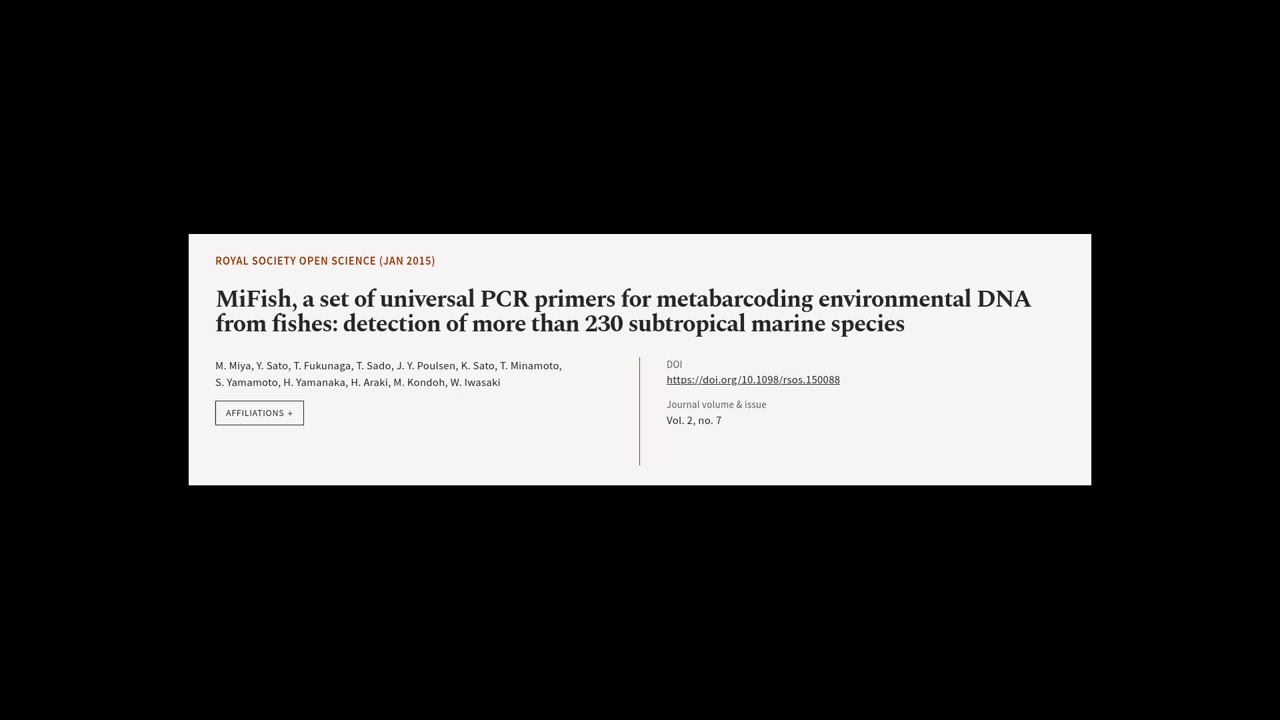 ROYAL SOCIETY OPEN SCIENCE (JAN 2015)
MiFish, a set of universal PCR primers for metabarcoding environmental DNA
from fishes: detection of more than 230 subtropical marine species
M. Miya, Y. Sato, T. Fukunaga, T. Sado, J. Y. Poulsen, K. Sato, T. Minamoto,
S. Yamamoto, H. Yamanaka, H. Araki, M. Kondoh, W. Iwasaki
AFFILIATIONS +
DOI
https://doi.org/10.1098/rsos.150088
Journal volume & issue
Vol. 2, no. 7